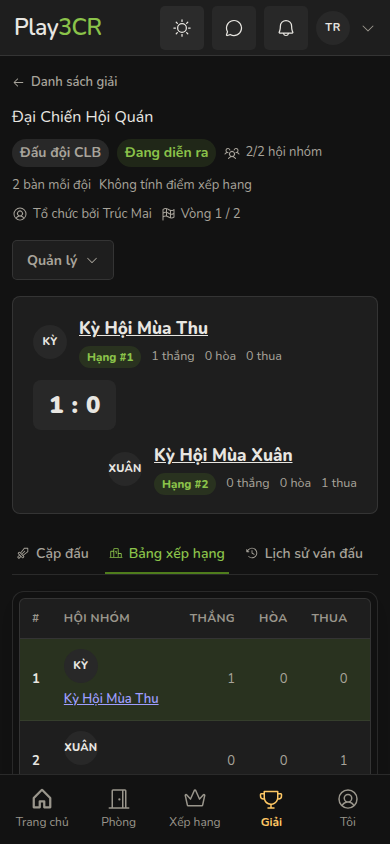 Play3CR
TR
Danh sách giải
Đại Chiến Hội Quán
Đấu đội CLB Đang diễn ra 2/2 hội nhóm
2 bàn mỗi đội Không tính điểm xếp hạng
Tổ chức bởi Trúc Mai Vòng 1 / 2
Quản lý
KỲ Kỳ Hội Mùa Thu
Hạng #1 1 thắng 0 hòa 0 thua
1 : 0
XUÂN Kỳ Hội Mùa Xuân
Hạng #2 0 thắng 0 hòa 1 thua
Cặp đấu Bảng xếp hạng Lịch sử ván đấu
# HỘI NHÓM THẮNG HÒA THUA
1 KỲ 1 0 0
Kỳ Hội Mùa Thu
2 XUÂN 0 0 1
Trang chủ Phòng Xếp hạng Giải Tôi